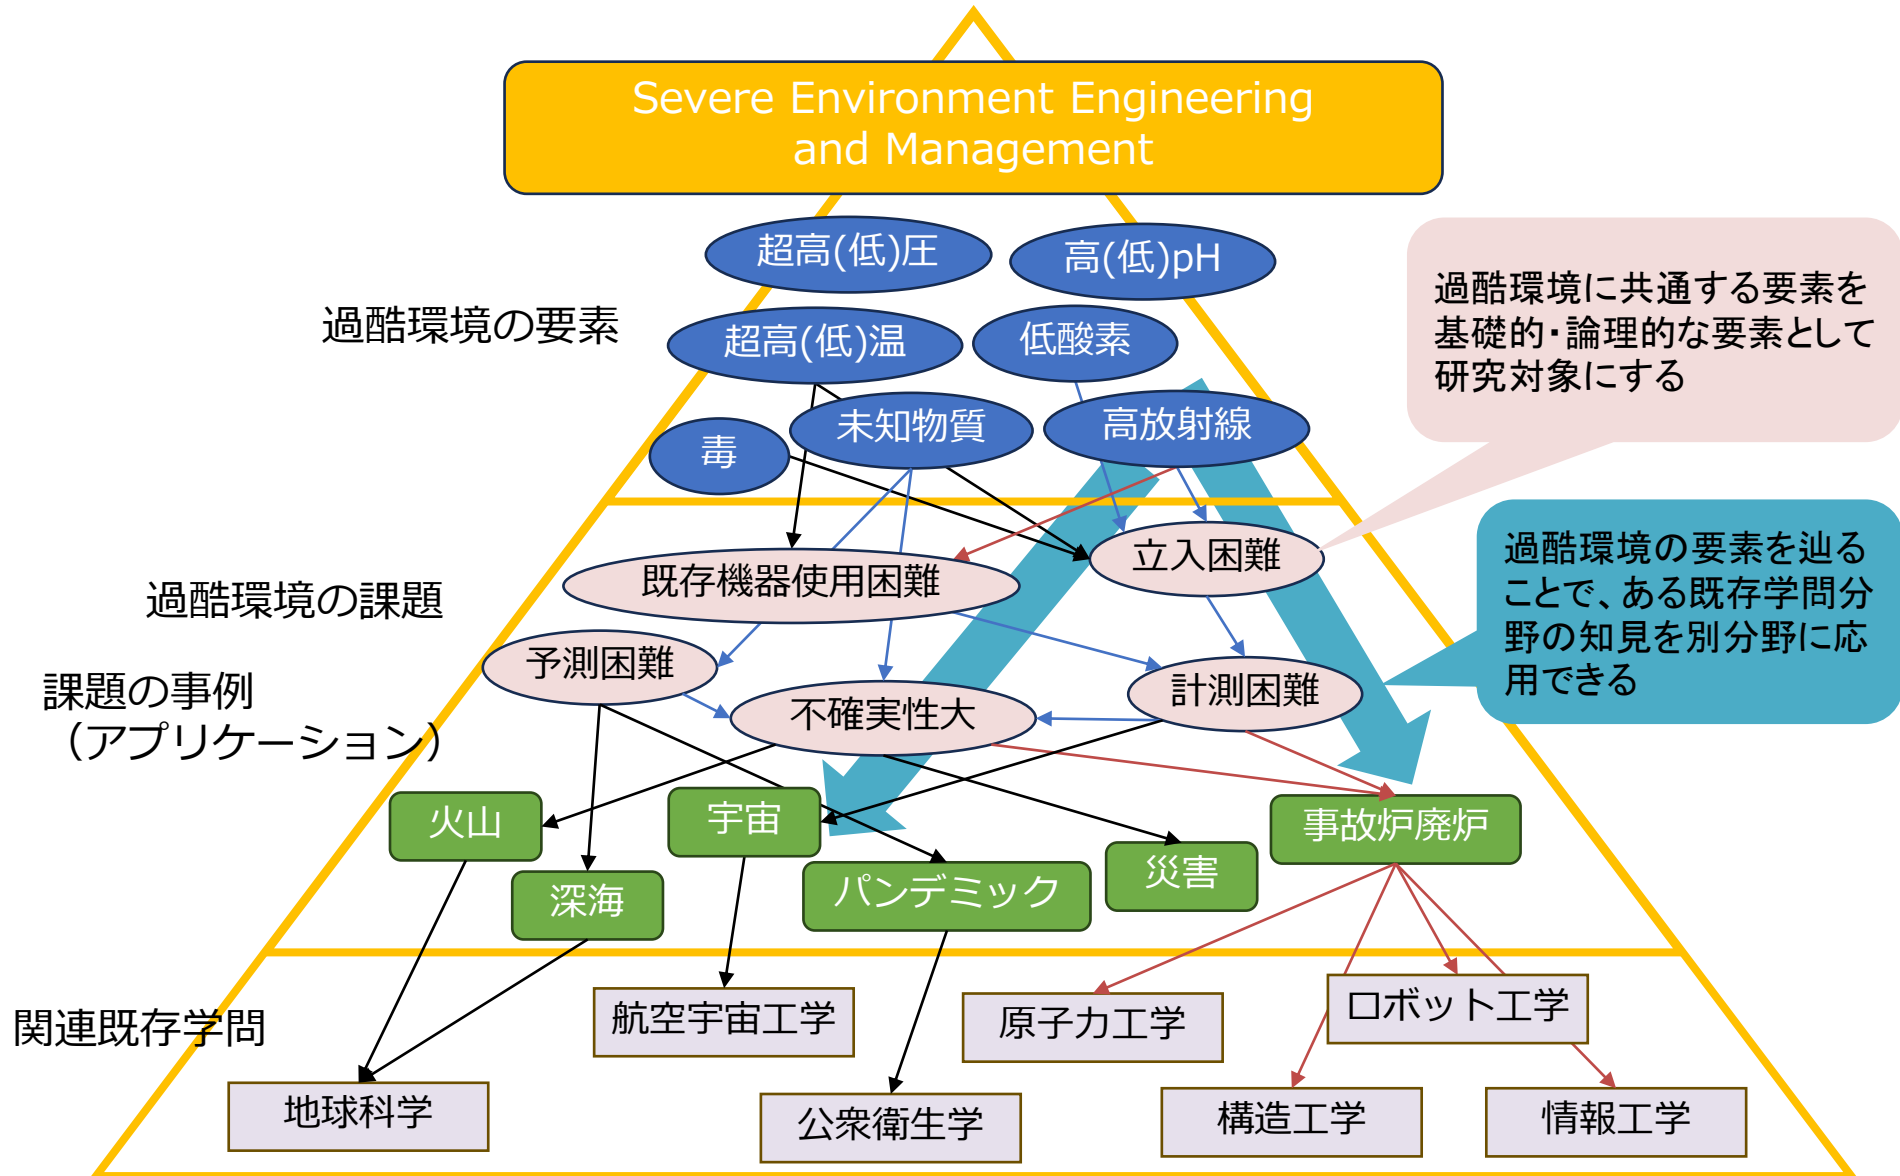 Severe Environment Engineering
and Management
超高(低)圧
高(低)pH
過酷環境の要素
超高(低)温
低酸素
毒
未知物質
高放射線
過酷環境に共通する要素を
基礎的・論理的な要素として
研究対象にする
過酷環境の課題
既存機器使用困難
立入困難
予測困難
不確実性大
計測困難
過酷環境の要素を辿る
ことで、ある既存学問分
野の知見を別分野に応
用できる
課題の事例
（アプリケーション）
火山
宇宙
事故炉廃炉
深海
パンデミック
災害
関連既存学問
航空宇宙工学
原子力工学
ロボット工学
地球科学
公衆衛生学
構造工学
情報工学